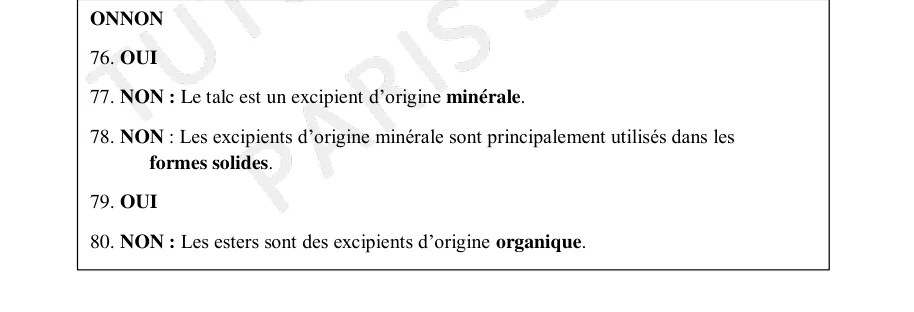 ONNON
76. OUI
77. NON : Le talc est un excipient d'origine minérale.
78. NON : Les excipients d'origine minérale sont principalement utilisés dans les
formes solides.
79. OUI
80. NON : Les esters sont des excipients d'origine organique.